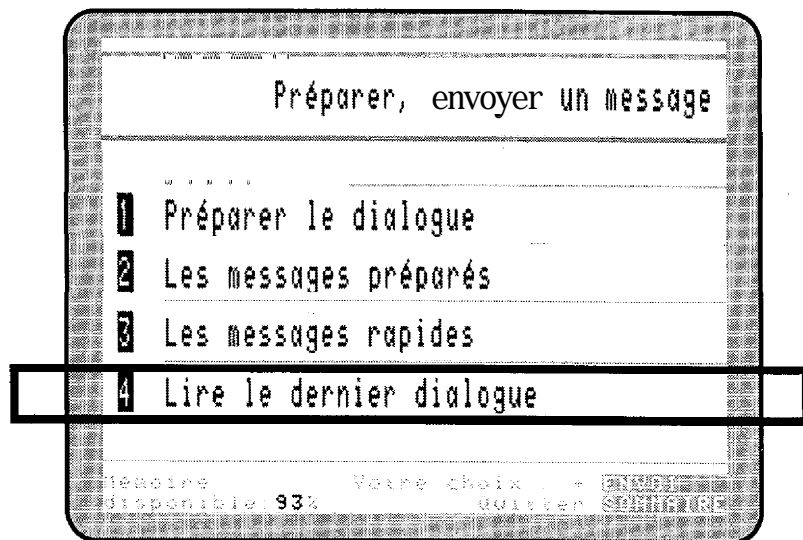 Préparer, envoyer un message
1 Préparer le dialogue
2 Les messages préparés
3 Les messages rapides
4 Lire le dernier dialogue
Mémoire Votre choix + ENVOI
disponible 93% Quitter SOMMAIRE